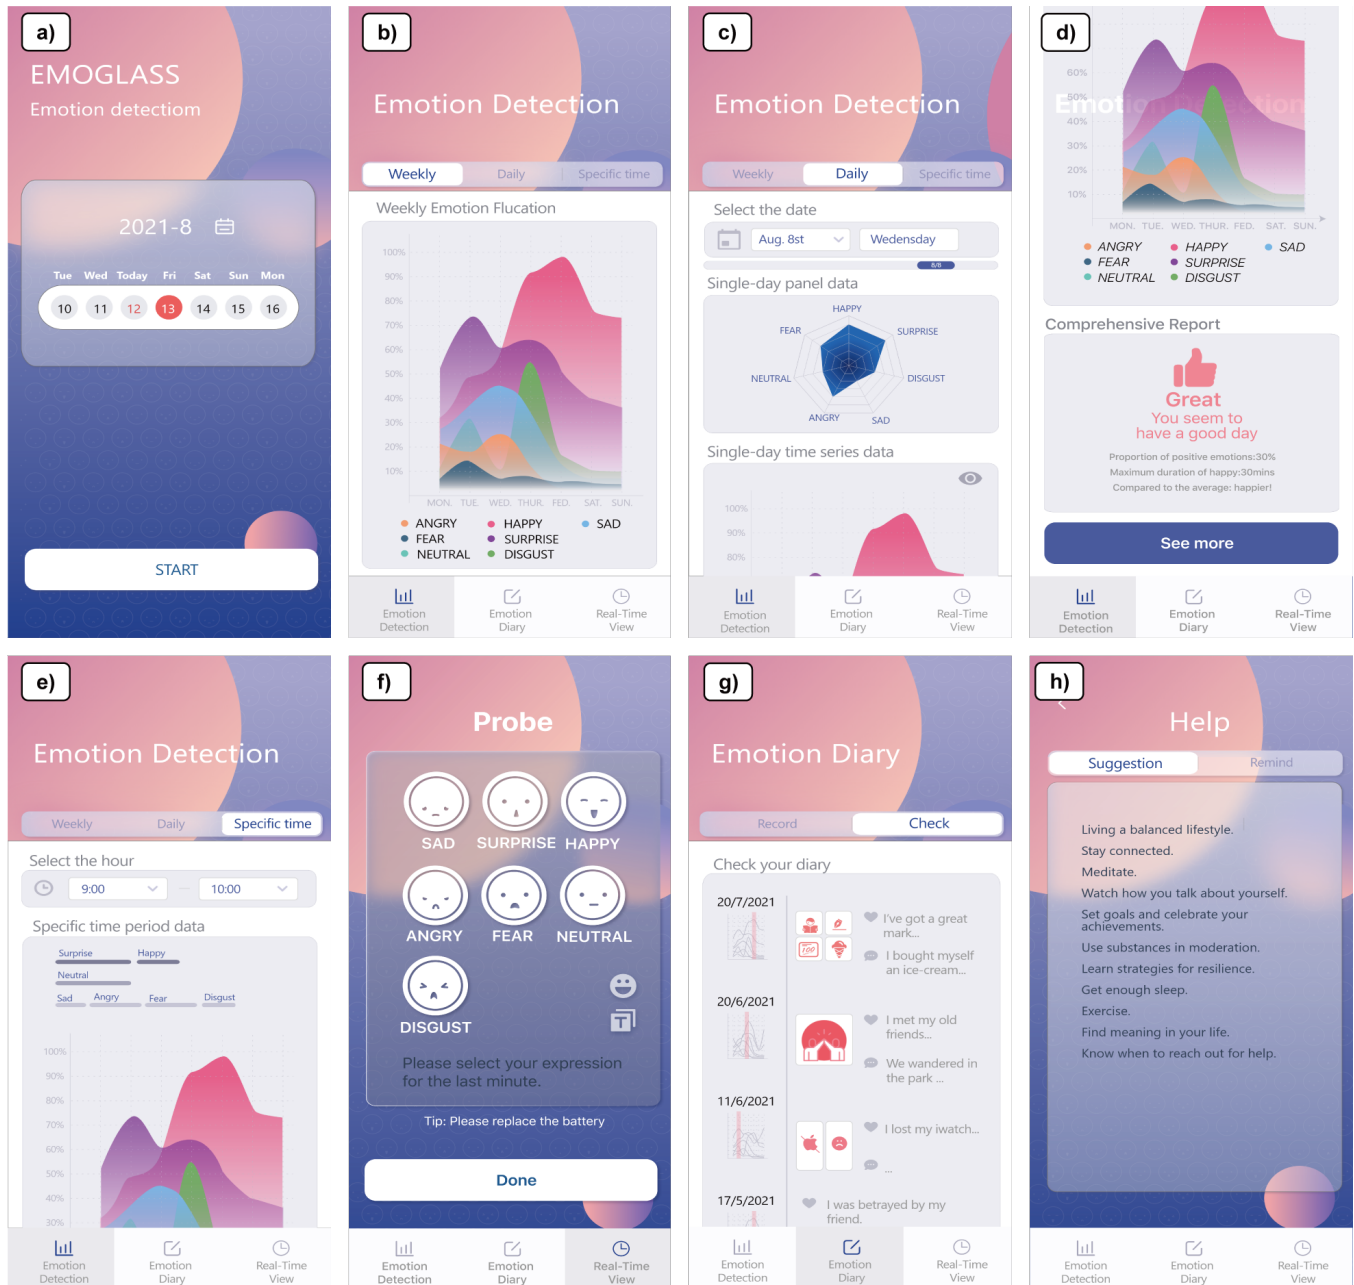 a)
EMOGLASS
Emotion detectiom
2021-8
Tue Wed Today Fri Sat Sun Mon
10 11 12 13 14 15 16
START
b)
Emotion Detection
Weekly Daily Specific time
Weekly Emotion Flucation
100%
90%
80%
70%
60%
50%
40%
30%
20%
10%
MON. TUE. WED. THUR. FED. SAT. SUN.
ANGRY HAPPY SAD
FEAR SURPRISE
NEUTRAL DISGUST
Emotion Detection
Emotion Diary
Real-Time View
c)
Emotion Detection
Weekly Daily Specific time
Select the date
Aug. 8st Wedensday
8/8
Single-day panel data
HAPPY
FEAR SURPRISE
NEUTRAL DISGUST
ANGRY SAD
Single-day time series data
100%
90%
80%
Emotion Detection
Emotion Diary
Real-Time View
d)
Emotion Detection
60%
50%
40%
30%
20%
10%
MON. TUE. WED. THUR. FED. SAT. SUN.
ANGRY HAPPY SAD
FEAR SURPRISE
NEUTRAL DISGUST
Comprehensive Report
Great
You seem to
have a good day
Proportion of positive emotions:30%
Maximum duration of happy:30mins
Compared to the average: happier!
See more
Emotion Detection
Emotion Diary
Real-Time View
e)
Emotion Detection
Weekly Daily Specific time
Select the hour
9:00 — 10:00
Specific time period data
Surprise Happy
Neutral
Sad Angry Fear Disgust
100%
90%
80%
70%
60%
50%
40%
30%
Emotion Detection
Emotion Diary
Real-Time View
f)
Probe
SAD SURPRISE HAPPY
ANGRY FEAR NEUTRAL
DISGUST
T
Please select your expression
for the last minute.
Tip: Please replace the battery
Done
Emotion Detection
Emotion Diary
Real-Time View
g)
Emotion Diary
Record Check
Check your diary
20/7/2021
100
I've got a great
mark...
I bought myself
an ice-cream...
20/6/2021
I met my old
friends...
We wandered in
the park ...
11/6/2021
I lost my iwatch...
...
17/5/2021
I was betrayed by my
friend.
Emotion Detection
Emotion Diary
Real-Time View
h)
Help
Suggestion Remind
Living a balanced lifestyle.
Stay connected.
Meditate.
Watch how you talk about yourself.
Set goals and celebrate your
achievements.
Use substances in moderation.
Learn strategies for resilience.
Get enough sleep.
Exercise.
Find meaning in your life.
Know when to reach out for help.
Emotion Detection
Emotion Diary
Real-Time View